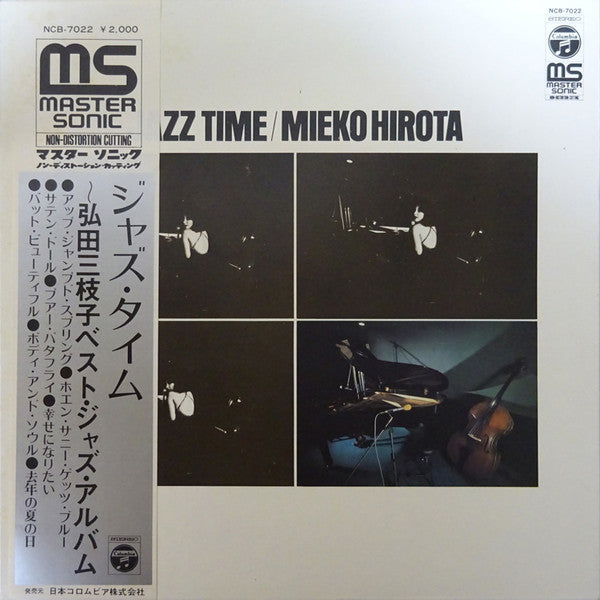 NCB-7022 ¥2,000
ms
MASTER
SONIC
NON-DISTORTION CUTTING
マスター ソニック
ノン・ディストーション・カッティング
ジャズ・タイム
〜弘田三枝子ベスト・ジャズ・アルバム
●アップ・ジャンプト・スプリング●ホエン・サニー・ゲッツ・ブルー
●サテン・ドール●プアー・バタフライ●幸せになりたい
●バット・ビューティフル●ボディ・アンド・ソウル●去年の夏の日
STEREO
Columbia
発売元 日本コロムビア株式会社
AZZ TIME/MIEKO HIROTA
NCB-7022
STEREO
Columbia
ms
MASTER
SONIC